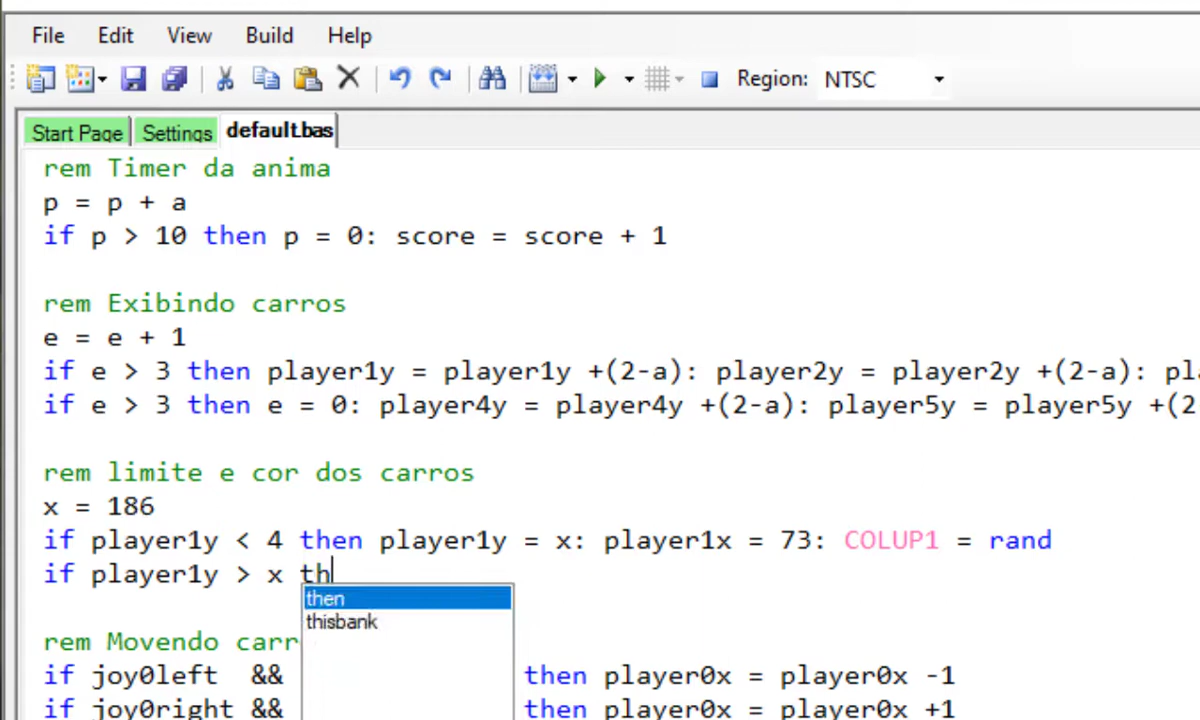 File Edit View Build Help
Region: NTSC
Start Page Settings default.bas
rem Timer da anima
p = p + a
if p > 10 then p = 0: score = score + 1
rem Exibindo carros
e = e + 1
if e > 3 then player1y = player1y +(2-a): player2y = player2y +(2-a): pl
if e > 3 then e = 0: player4y = player4y +(2-a): player5y = player5y +(2
rem limite e cor dos carros
x = 186
if player1y < 4 then player1y = x: player1x = 73: COLUP1 = rand
if player1y > x th
then
thisbank
rem Movendo carr
if joy0left && then player0x = player0x -1
if joy0right && then player0x = player0x +1